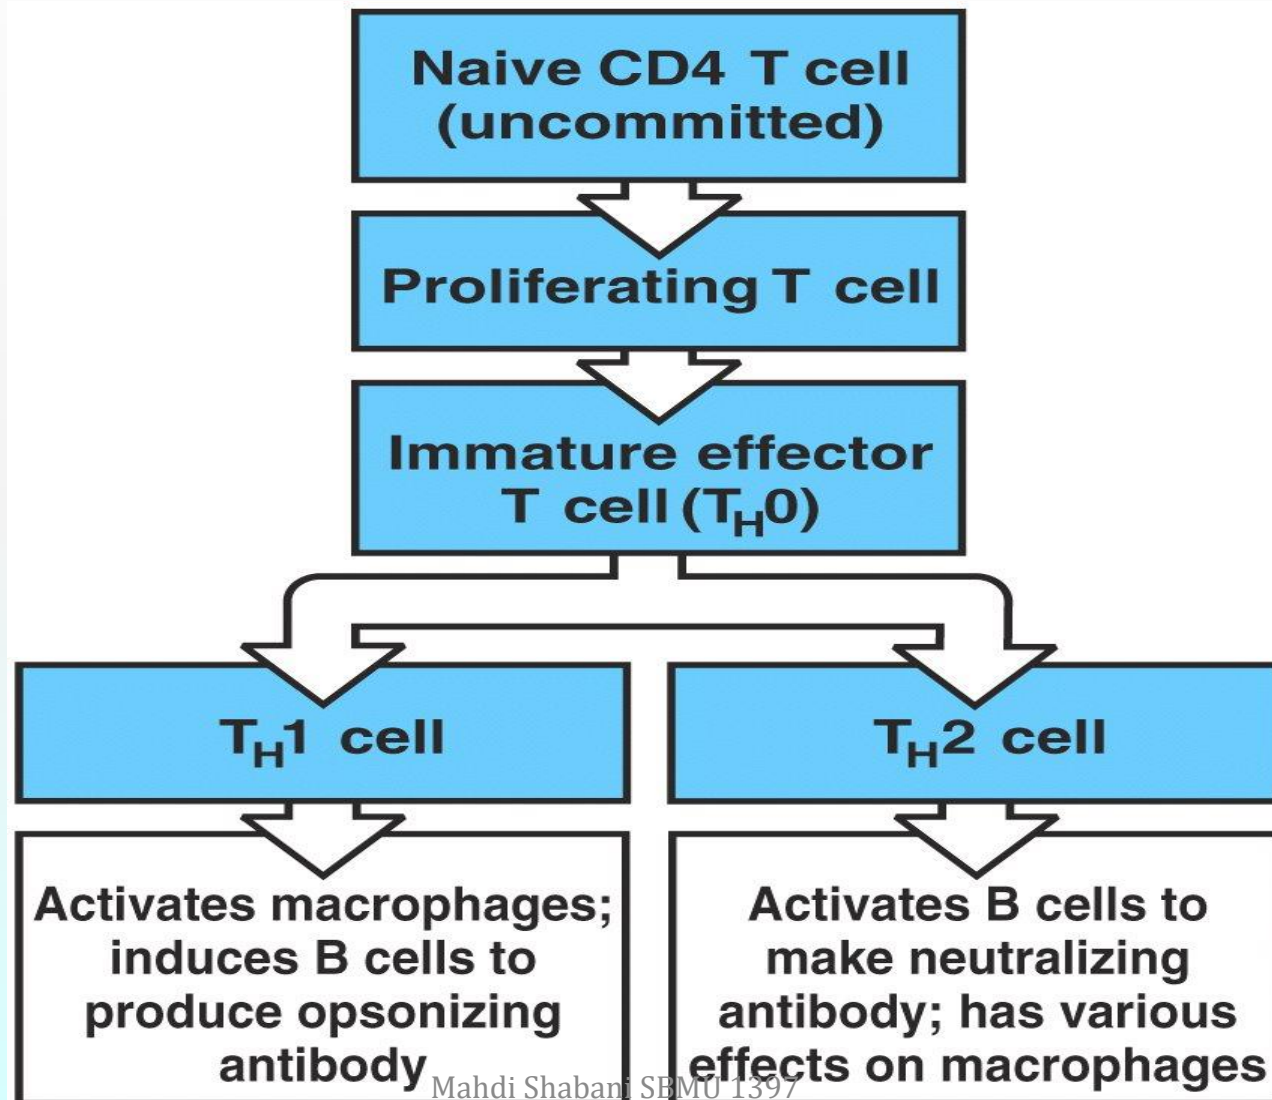 Naive CD4 T cell
(uncommitted)
Proliferating T cell
Immature effector
T cell (TH0)
TH1 cell
TH2 cell
Activates macrophages;
induces B cells to
produce opsonizing
antibody
Activates B cells to
make neutralizing
antibody; has various
effects on macrophages
Mahdi Shabani SBMU 1397